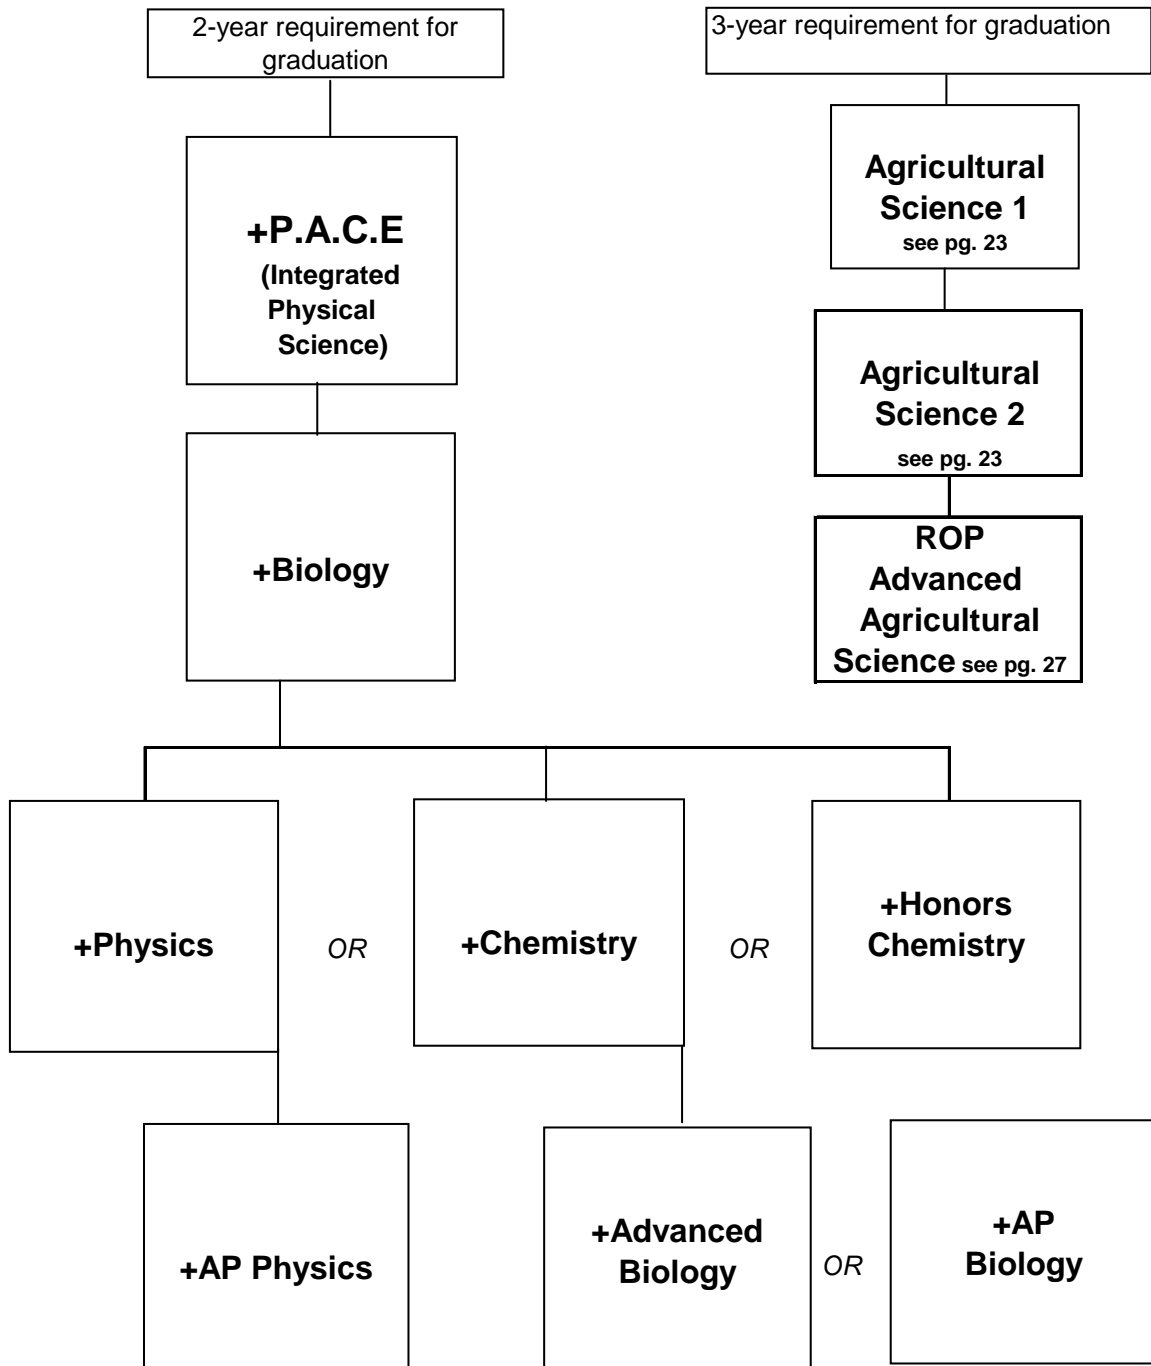 2-year requirement for
graduation
3-year requirement for graduation
+P.A.C.E
(Integrated
Physical
Science)
Agricultural
Science 1
see pg. 23
Agricultural
Science 2
see pg. 23
+Biology
ROP
Advanced
Agricultural
Science see pg. 27
+Physics
OR
+Chemistry
OR
+Honors
Chemistry
+AP Physics
+Advanced
Biology
OR
+AP
Biology